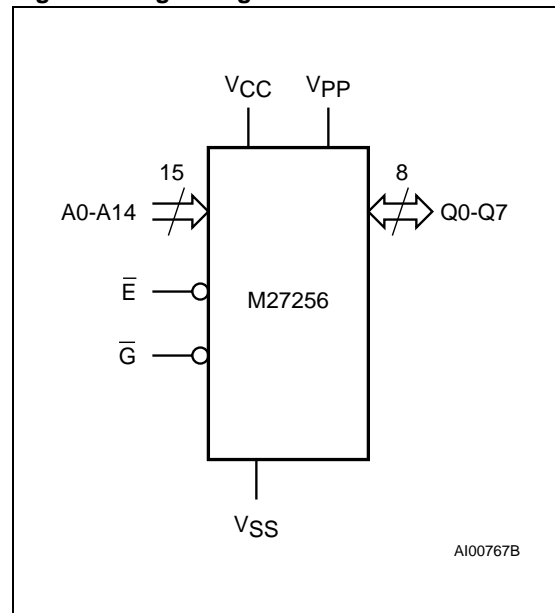 VCC VPP
15 8
A0-A14 Q0-Q7
E̅ M27256
G̅
VSS
AI00767B